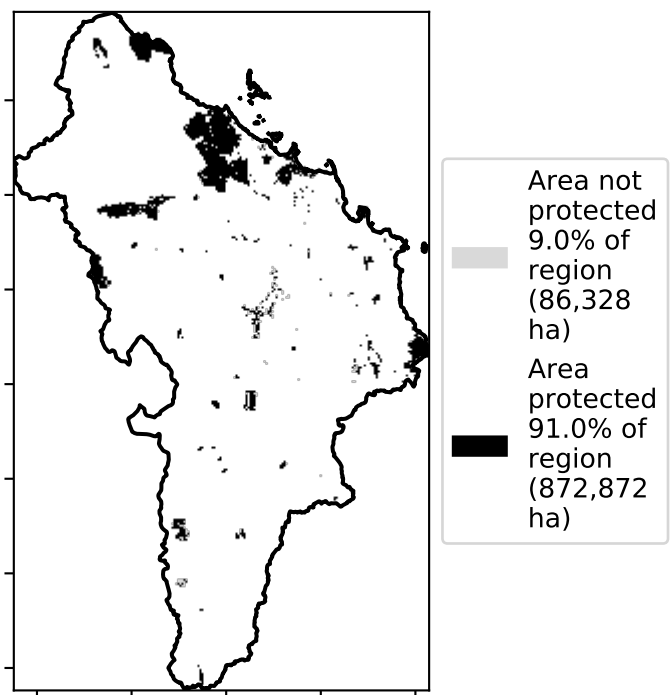 Area not
protected
9.0% of
region
(86,328
ha)
Area
protected
91.0% of
region
(872,872
ha)